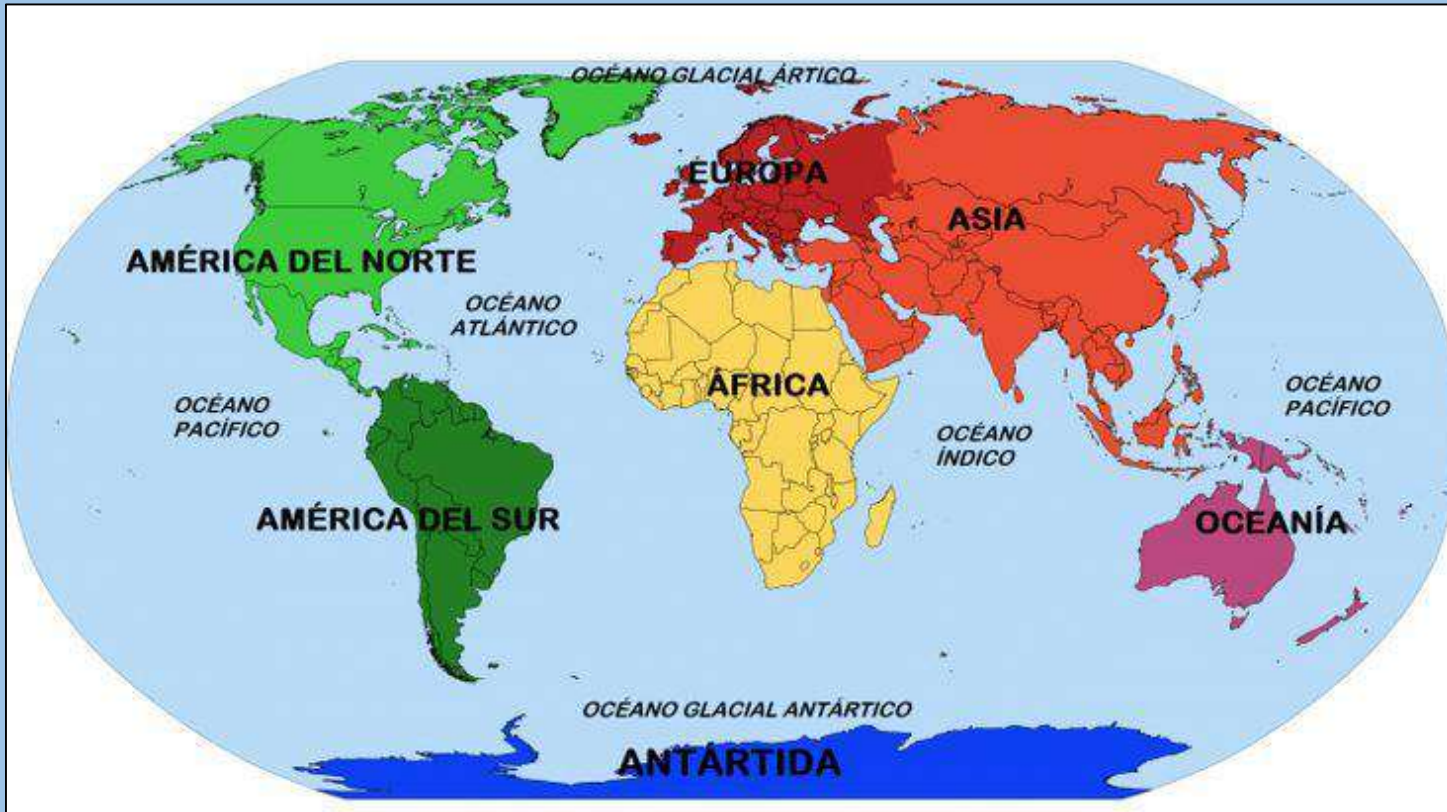 OCÉANO GLACIAL ÁRTICO
EUROPA
ASIA
AMÉRICA DEL NORTE
OCÉANO
ATLÁNTICO
ÁFRICA
OCÉANO
PACÍFICO
OCÉANO
PACÍFICO
OCÉANO
ÍNDICO
AMÉRICA DEL SUR
OCEANÍA
OCÉANO GLACIAL ANTÁRTICO
ANTÁRTIDA